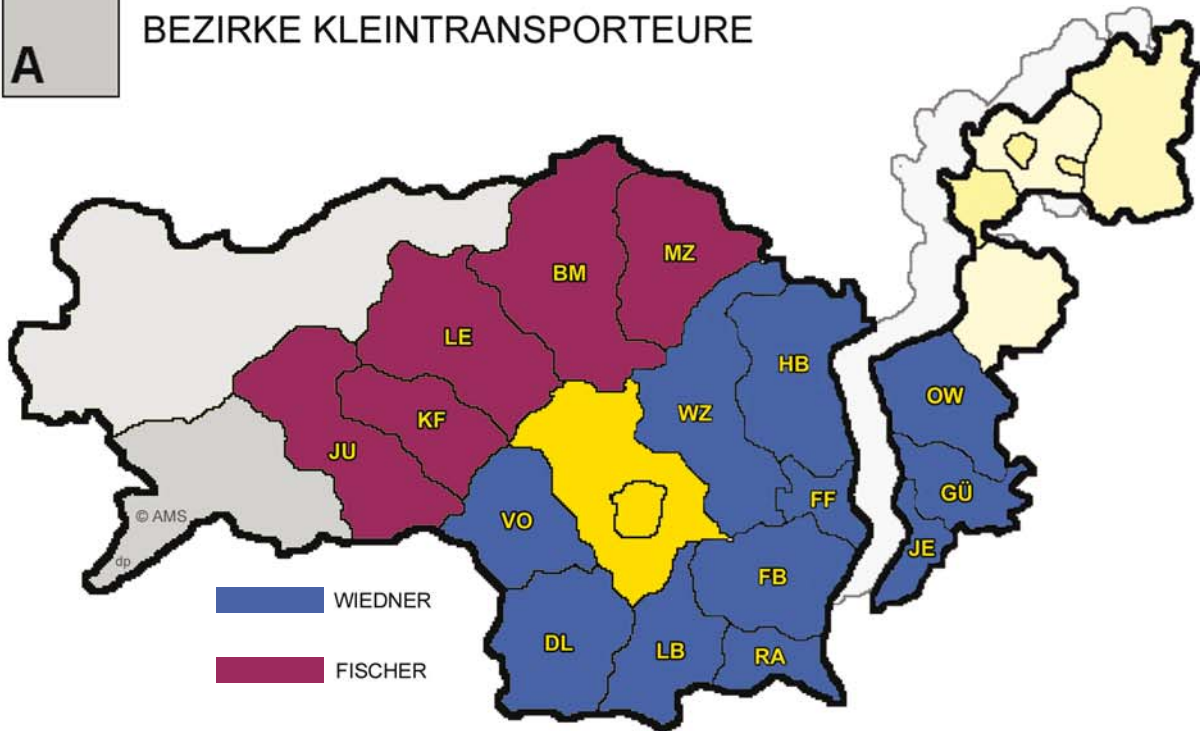 A
BEZIRKE KLEINTRANSPORTEURE
BM
MZ
LE
HB
OW
KF
WZ
JU
GÜ
FF
© AMS
VO
JE
dp
FB
WIEDNER
DL
LB
RA
FISCHER